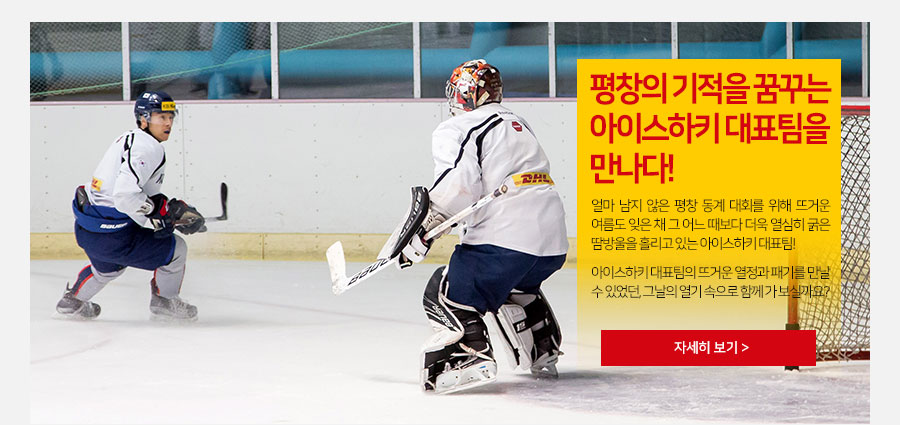 평창의 기적을 꿈꾸는
아이스하키 대표팀을
만나다!
얼마 남지 않은 평창 동계 대회를 위해 뜨거운
여름도 잊은 채 그 어느 때보다 더욱 열심히 굵은
땀방울을 흘리고 있는 아이스하키 대표팀!
아이스하키 대표팀의 뜨거운 열정과 패기를 만날
수 있었던, 그날의 열기 속으로 함께 가 보실까요?
자세히 보기 >
DHL